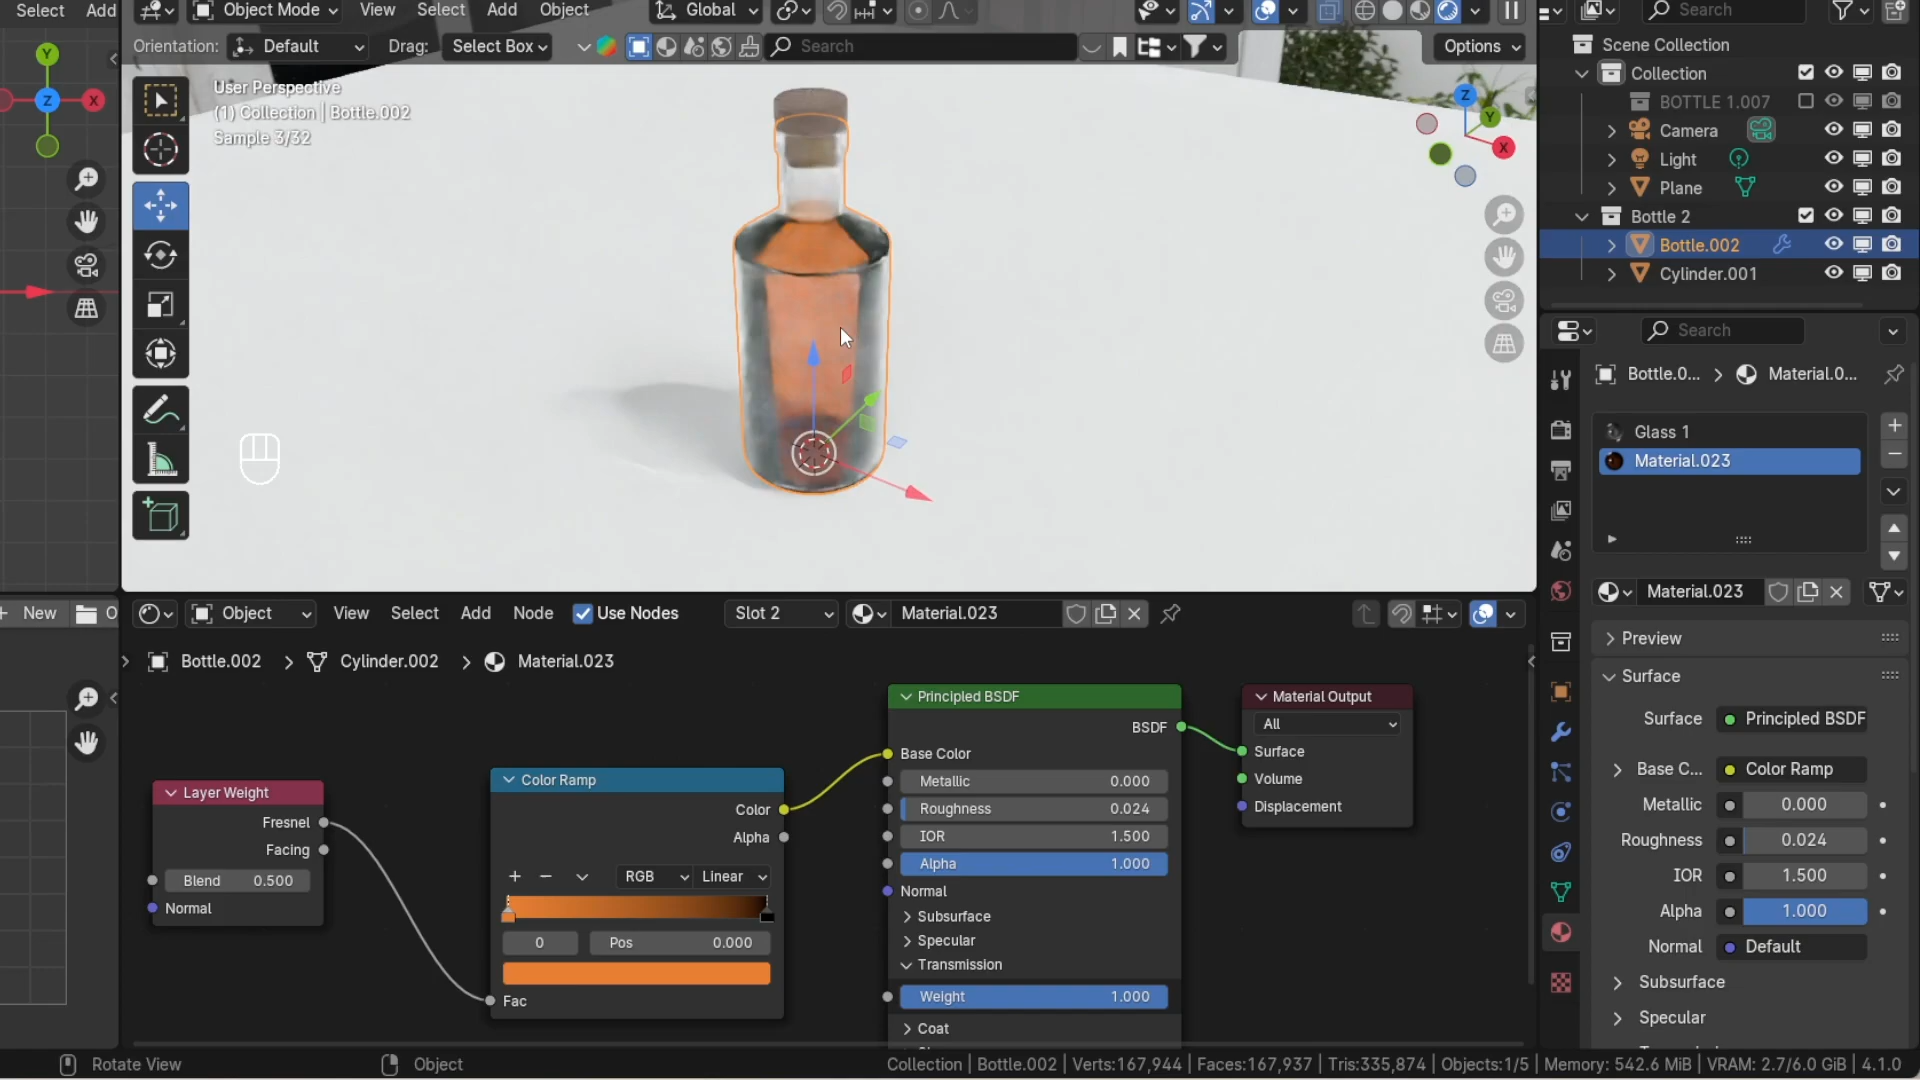 Select Add
Object Mode View Select Add Object Global Search
Orientation: Default Drag: Select Box Search Options
User Perspective
(1) Collection | Bottle.002
Sample 3/32
Y
Z X
Z
Y
X
Scene Collection
Collection
BOTTLE 1.007
Camera
Light
Plane
Bottle 2
Bottle.002
Cylinder.001
Search
Bottle.0... > Material.0...
Glass 1
Material.023
Material.023
Preview
Surface
Surface Principled BSDF
Base C... Color Ramp
Metallic 0.000
Roughness 0.024
IOR 1.500
Alpha 1.000
Normal Default
Subsurface
Specular
New O
Object View Select Add Node Use Nodes Slot 2 Material.023
Bottle.002 > Cylinder.002 > Material.023
Layer Weight
Fresnel
Facing
Blend 0.500
Normal
Color Ramp
Color
Alpha
RGB Linear
0 Pos 0.000
Fac
Principled BSDF
BSDF
Base Color
Metallic 0.000
Roughness 0.024
IOR 1.500
Alpha 1.000
Normal
Subsurface
Specular
Transmission
Weight 1.000
Coat
Material Output
All
Surface
Volume
Displacement
Rotate View Object Collection | Bottle.002 | Verts:167,944 | Faces:167,937 | Tris:335,874 | Objects:1/5 | Memory: 542.6 MiB | VRAM: 2.7/6.0 GiB | 4.1.0